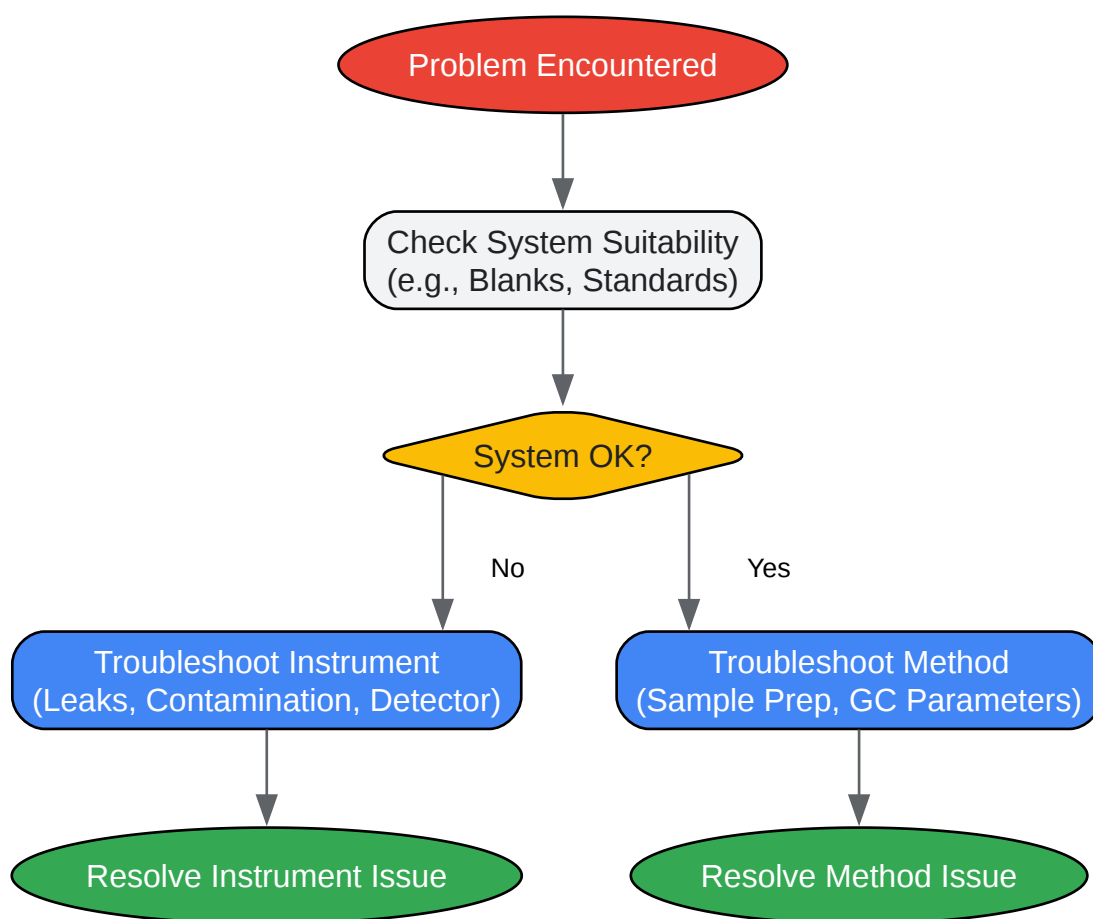 Problem Encountered
Check System Suitability
(e.g., Blanks, Standards)
System OK?
No
Yes
Troubleshoot Instrument
(Leaks, Contamination, Detector)
Troubleshoot Method
(Sample Prep, GC Parameters)
Resolve Instrument Issue
Resolve Method Issue